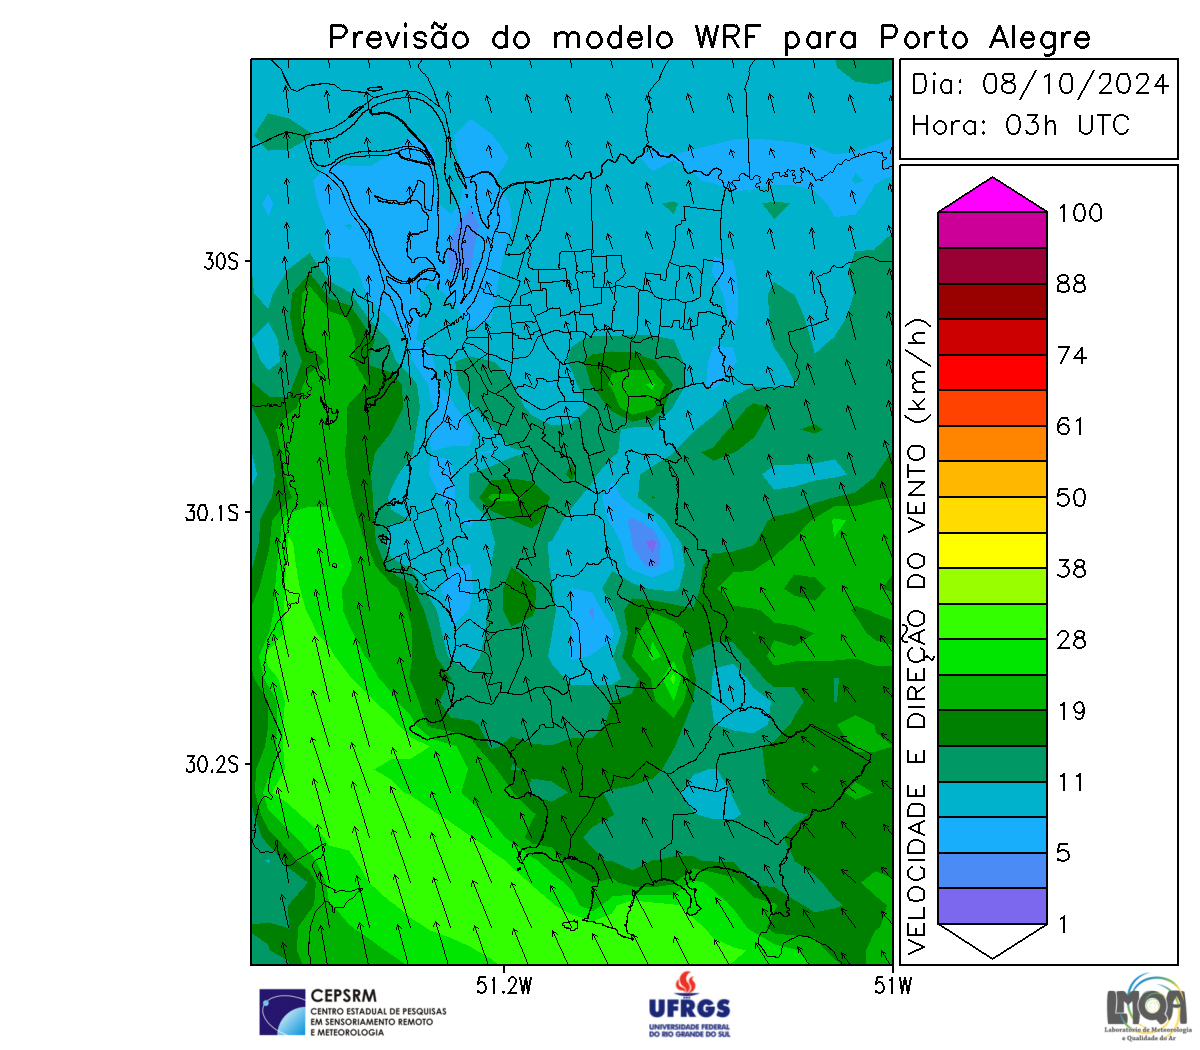 Previsão do modelo WRF para Porto Alegre
Dia: 08/10/2024
Hora: 03h UTC
30S
30.1S
30.2S
51.2W
51W
VELOCIDADE E DIREÇÃO DO VENTO (km/h)
100
88
74
61
50
38
28
19
11
5
1
CEPSRM
CENTRO ESTADUAL DE PESQUISAS
EM SENSORIAMENTO REMOTO
E METEOROLOGIA
UFRGS
UNIVERSIDADE FEDERAL
DO RIO GRANDE DO SUL
LMQA
Laboratório de Meteorologia
e Qualidade do Ar